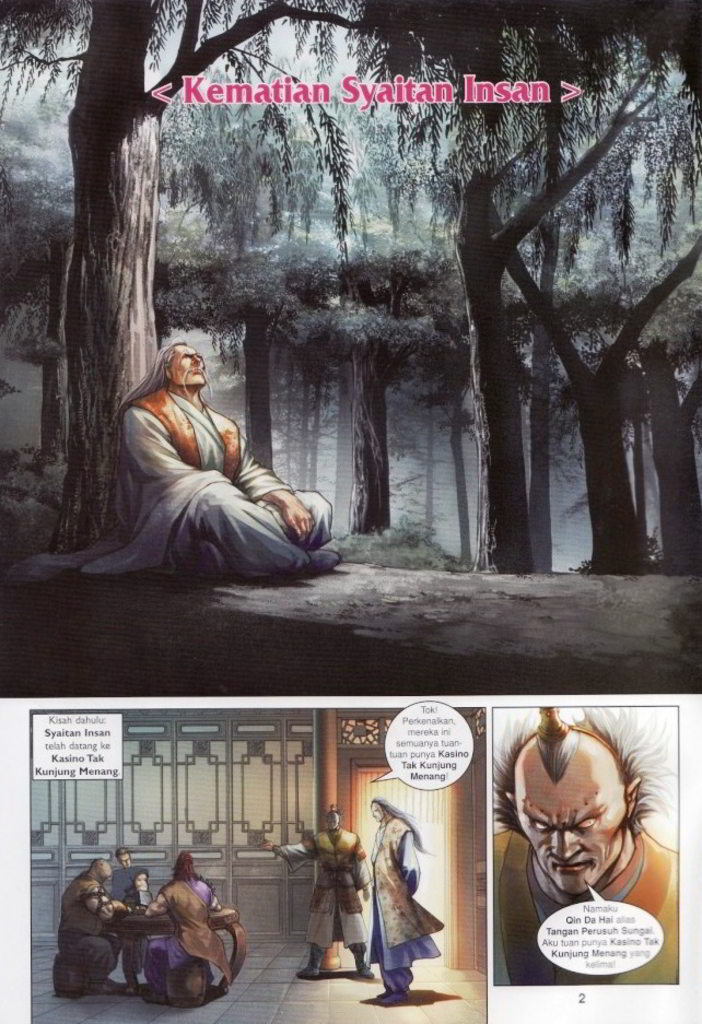 < Kematian Syaitan Insan >
Kisah dahulu:
Syaitan Insan
telah datang ke
Kasino Tak
Kunjung Menang.
Tok!
Perkenalkan,
mereka ini
semuanya tuan-
tuan punya Kasino
Tak Kunjung
Menang!
Namaku
Qin Da Hai alias
Tangan Perusuh Sungai.
Aku tuan punya Kasino Tak
Kunjung Menang yang
kelima!
2